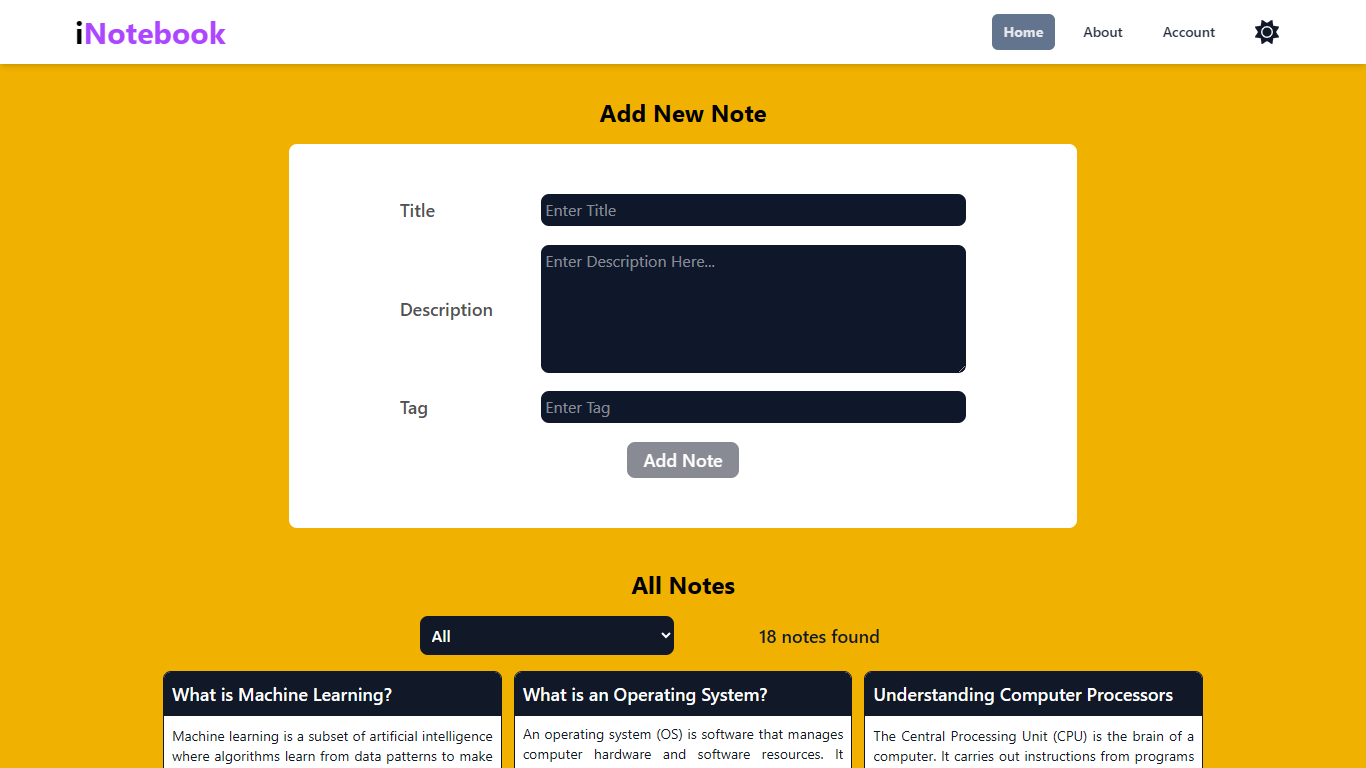 iNotebook
Home
About
Account
Add New Note
Title
Enter Title
Description
Enter Description Here...
Tag
Enter Tag
Add Note
All Notes
All
18 notes found
What is Machine Learning?
Machine learning is a subset of artificial intelligence
where algorithms learn from data patterns to make
What is an Operating System?
An operating system (OS) is software that manages
computer hardware and software resources. It
Understanding Computer Processors
The Central Processing Unit (CPU) is the brain of a
computer. It carries out instructions from programs